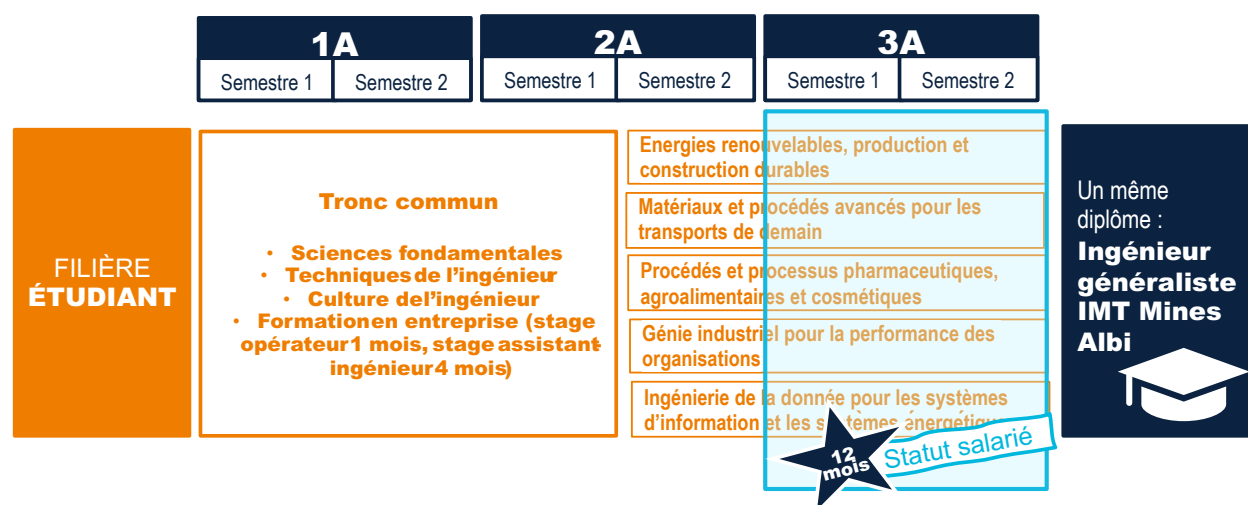 1A
2A
3A
Semestre 1
Semestre 2
Semestre 1
Semestre 2
Semestre 1
Semestre 2
FILIÈRE
ÉTUDIANT
Tronc commun
• Sciences fondamentales
• Techniques de l'ingénieur
• Culture del'ingénieur
• Formation en entreprise (stage
opérateur 1 mois, stage assistant-
ingénieur 4 mois)
Energies renouvelables, production et
construction durables
Matériaux et procédés avancés pour les
transports de demain
Procédés et processus pharmaceutiques,
agroalimentaires et cosmétiques
Génie industriel pour la performance des
organisations
Ingénierie de la donnée pour les systèmes
d'information et les systèmes
12
mois
Statut salarié
Un même
diplôme :
Ingénieur
généraliste
IMT Mines
Albi